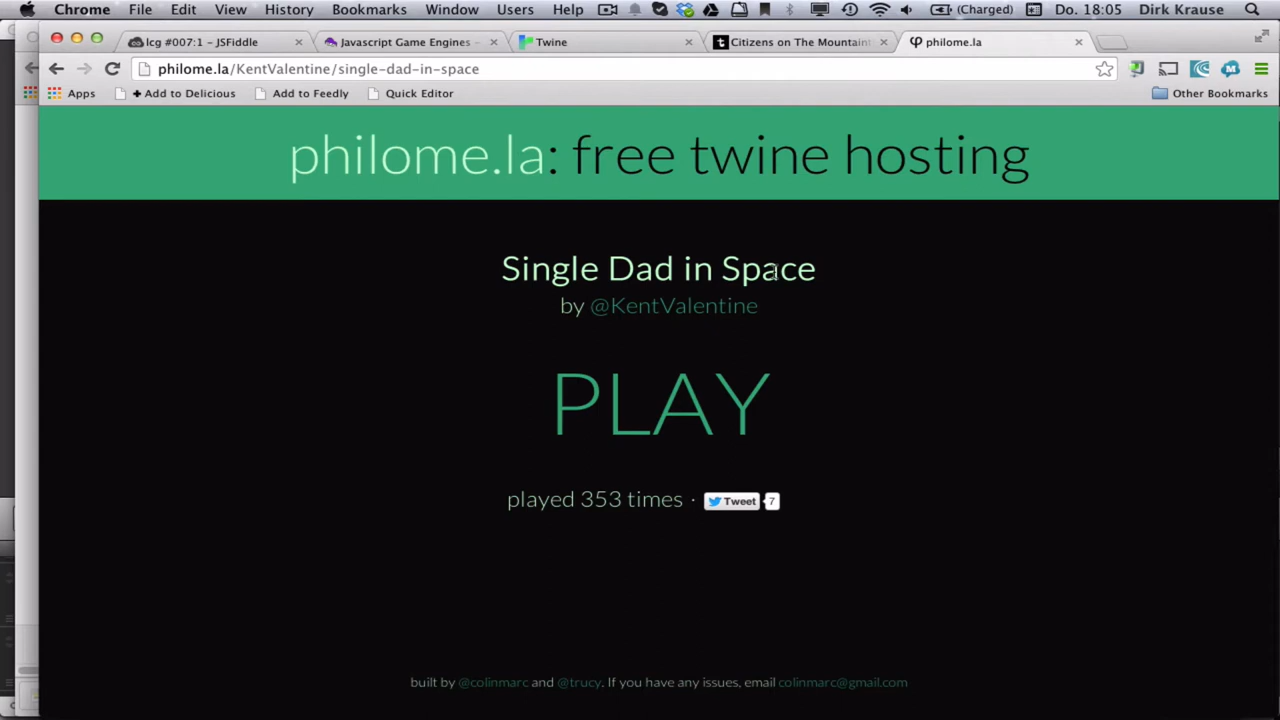 Chrome File Edit View History Bookmarks Window Users Help (Charged) Do. 18:05 Dirk Krause
lcg #007:1 - JSFiddle Javascript Game Engines - Twine Citizens on The Mountain philome.la
philome.la/KentValentine/single-dad-in-space
Apps + Add to Delicious Add to Feedly Quick Editor Other Bookmarks
philome.la: free twine hosting
Single Dad in Space
by @KentValentine
PLAY
played 353 times · Tweet 7
built by @colinmarc and @trucy. If you have any issues, email colinmarc@gmail.com